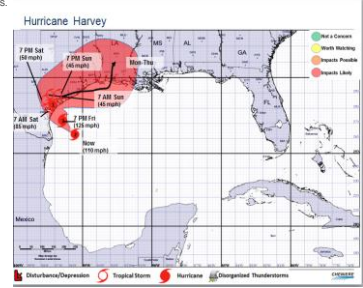 s.
Hurricane Harvey
LA
MS
AL
GA
FL
Not a Concern
Worth Watching
Impacts Possible
Impacts Likely
7 PM Sat
(50 mph)
7 PM Sun
(45 mph)
Mon-Thu
7 AM Sun
(45 mph)
7 AM Sat
(85 mph)
7 PM Fri
(125 mph)
Now
(110 mph)
Mexico
Disturbance/Depression
Tropical Storm
Hurricane
Disorganized Thunderstorms